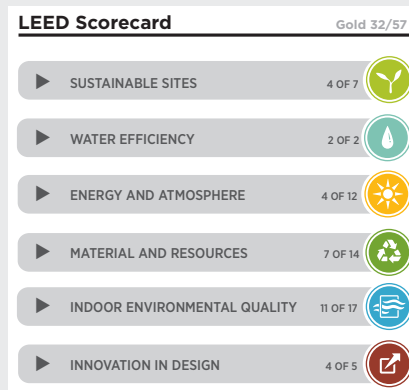 LEED Scorecard Gold 32/57
SUSTAINABLE SITES 4 OF 7
WATER EFFICIENCY 2 OF 2
ENERGY AND ATMOSPHERE 4 OF 12
MATERIAL AND RESOURCES 7 OF 14
INDOOR ENVIRONMENTAL QUALITY 11 OF 17
INNOVATION IN DESIGN 4 OF 5